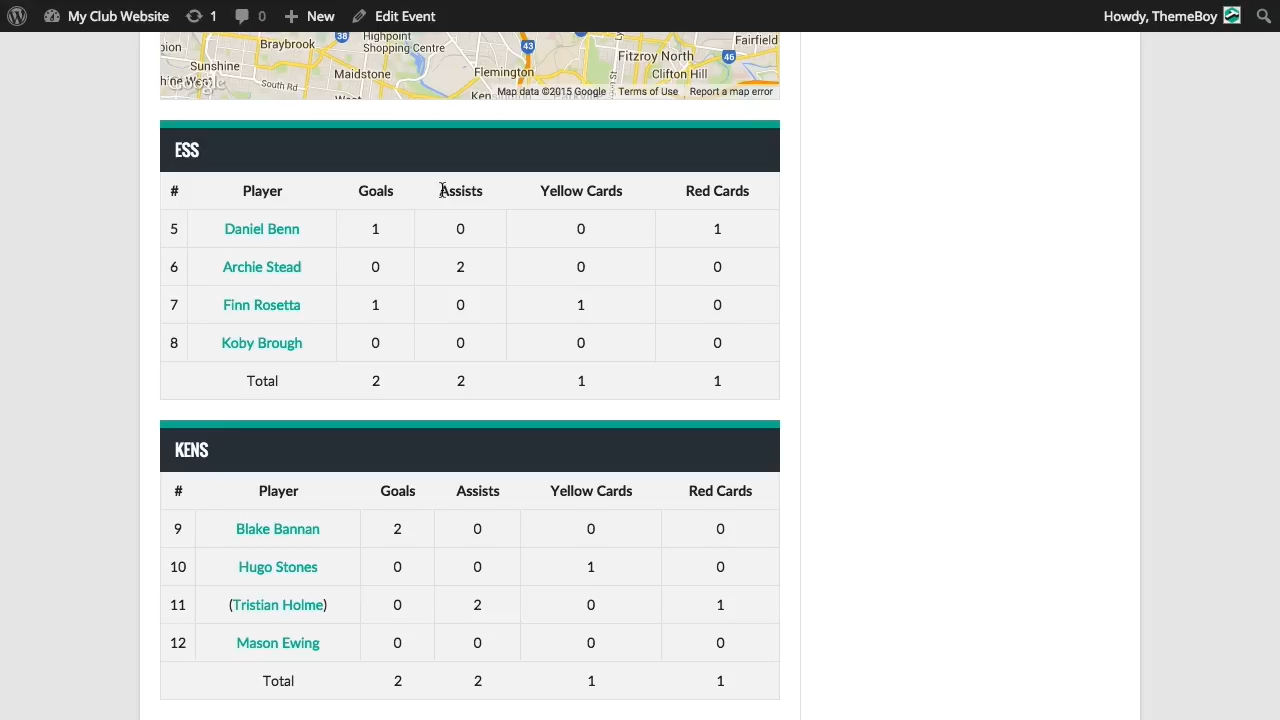 My Club Website 1 0 New Edit Event Howdy, ThemeBoy
38 Highpoint Shopping Centre
Braybrook
43
Fairfield
Fitzroy North 46
Sunshine
Maidstone
Flemington
Clifton Hill
South Rd
Google
Map data ©2015 Google Terms of Use Report a map error
ESS
# Player Goals Assists Yellow Cards Red Cards
5 Daniel Benn 1 0 0 1
6 Archie Stead 0 2 0 0
7 Finn Rosetta 1 0 1 0
8 Koby Brough 0 0 0 0
Total 2 2 1 1
KENS
# Player Goals Assists Yellow Cards Red Cards
9 Blake Bannan 2 0 0 0
10 Hugo Stones 0 0 1 0
11 (Tristian Holme) 0 2 0 1
12 Mason Ewing 0 0 0 0
Total 2 2 1 1